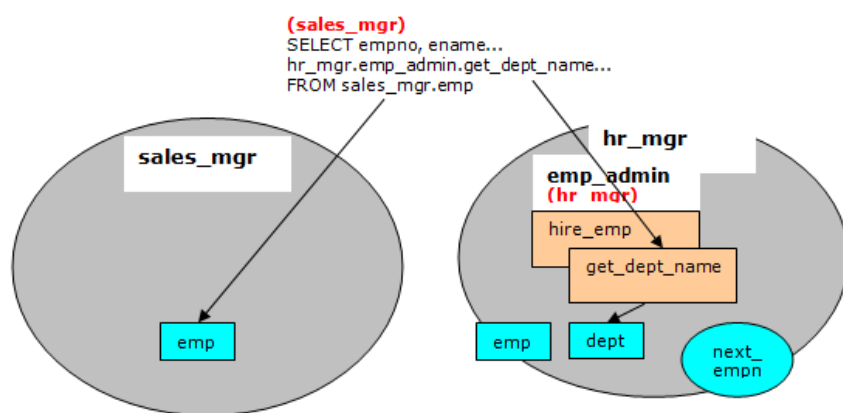 (sales_mgr)
SELECT empno, ename...
hr_mgr.emp_admin.get_dept_name...
FROM sales_mgr.emp
sales_mgr
hr_mgr
emp_admin
(hr_mgr)
hire_emp
get_dept_name
emp
emp
dept
next_
empn